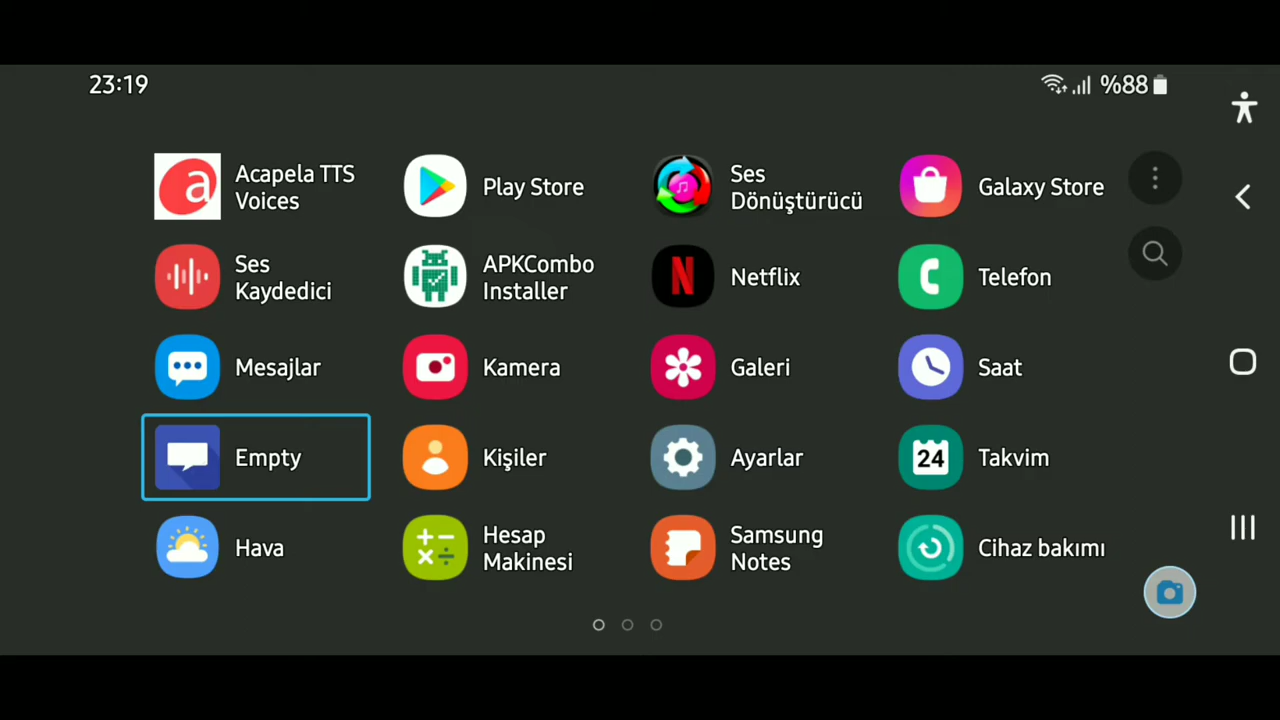 23:19
%88
Acapela TTS
Voices
Play Store
Ses
Dönüştürücü
Galaxy Store
Ses
Kaydedici
APKCombo
Installer
Netflix
Telefon
Mesajlar
Kamera
Galeri
Saat
Empty
Kişiler
Ayarlar
24
Takvim
Hava
Hesap
Makinesi
Samsung
Notes
Cihaz bakımı